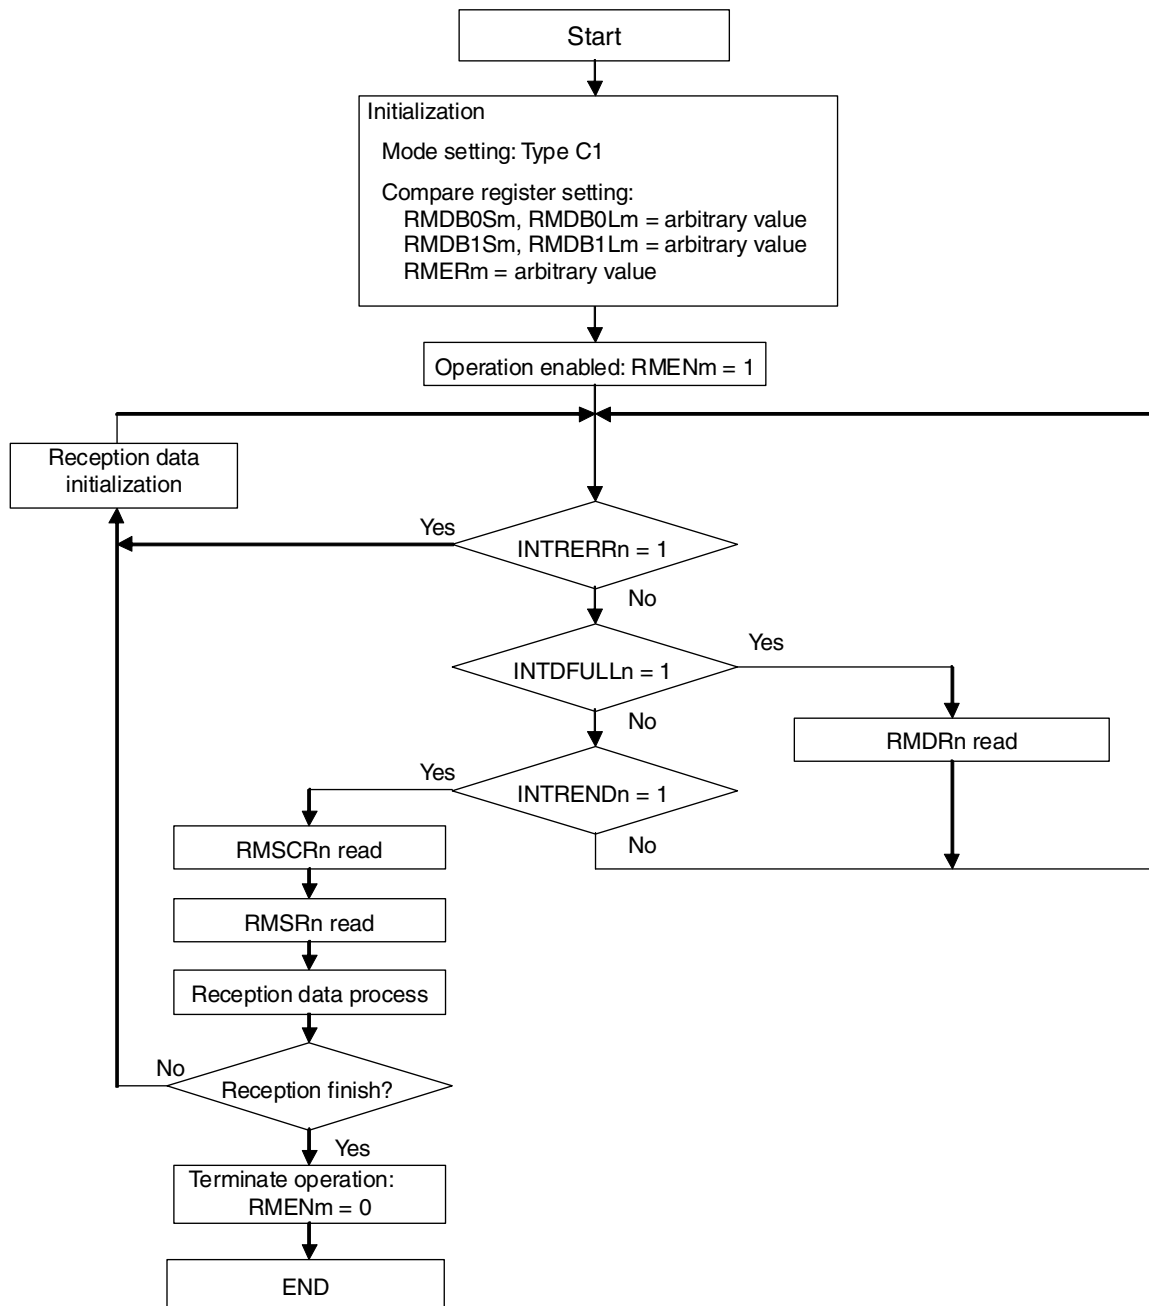 Start
Initialization
Mode setting: Type C1
Compare register setting:
RMDB0Sm, RMDB0Lm = arbitrary value
RMDB1Sm, RMDB1Lm = arbitrary value
RMERm = arbitrary value
Operation enabled: RMENm = 1
Reception data
initialization
Yes
INTRERRn = 1
No
Yes
INTDFULLn = 1
No
RMDRn read
Yes
INTRENDn = 1
No
RMSCRn read
RMSRn read
Reception data process
No
Reception finish?
Yes
Terminate operation:
RMENm = 0
END